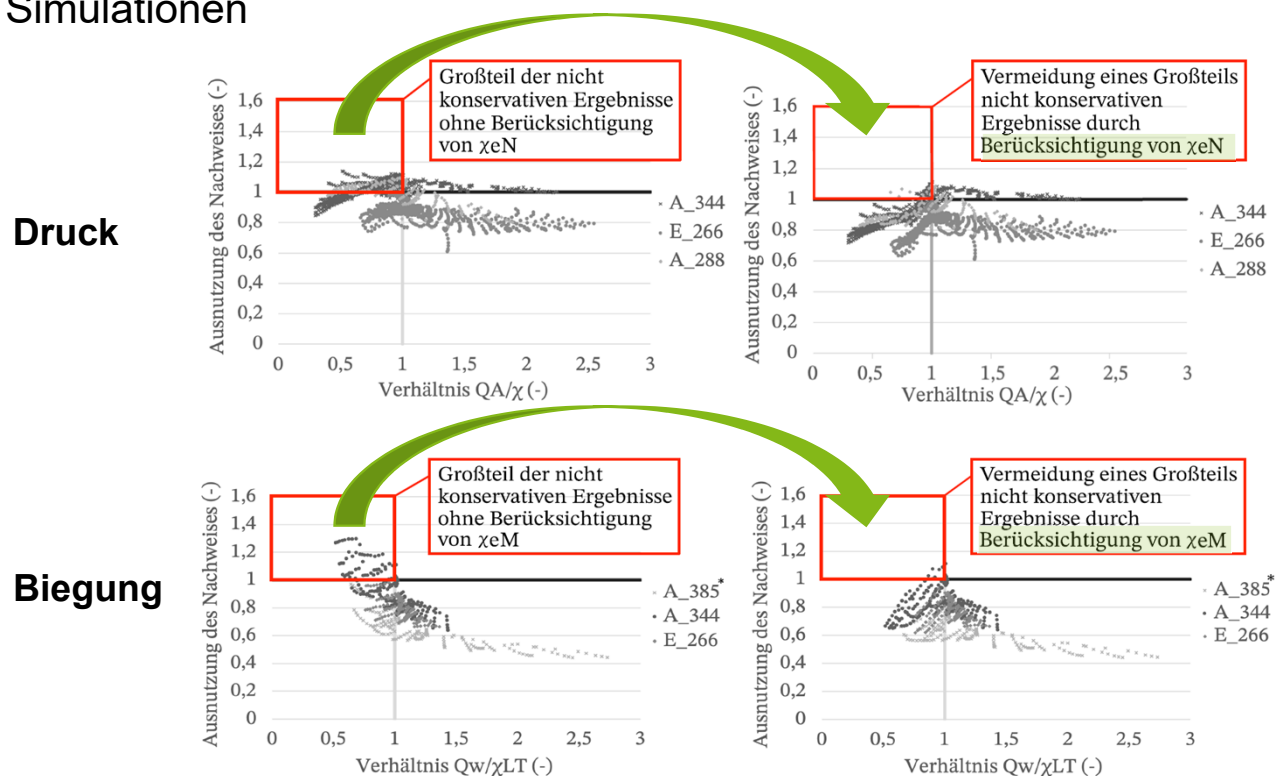 Simulationen
Druck
Ausnutzung des Nachweises (-)
1,6
1,4
1,2
1
0,8
0,6
0,4
0,2
0
0
0,5
1
1,5
2
2,5
3
Verhältnis QA/χ (-)
Großteil der nicht
konservativen Ergebnisse
ohne Berücksichtigung
von χeN
A_344
E_266
A_288
Ausnutzung des Nachweises (-)
1,6
1,4
1,2
1
0,8
0,6
0,4
0,2
0
0
0,5
1
1,5
2
2,5
3
Verhältnis QA/χ (-)
Vermeidung eines Großteils
nicht konservativen
Ergebnisse durch
Berücksichtigung von χeN
A_344
E_266
A_288
Biegung
Ausnutzung des Nachweises (-)
1,6
1,4
1,2
1
0,8
0,6
0,4
0,2
0
0
0,5
1
1,5
2
2,5
3
Verhältnis Qw/χLT (-)
Großteil der nicht
konservativen Ergebnisse
ohne Berücksichtigung
von χeM
A_385*
A_344
E_266
Ausnutzung des Nachweises (-)
1,6
1,4
1,2
1
0,8
0,6
0,4
0,2
0
0
0,5
1
1,5
2
2,5
3
Verhältnis Qw/χLT (-)
Vermeidung eines Großteils
nicht konservativen
Ergebnisse durch
Berücksichtigung von χeM
A_385*
A_344
E_266